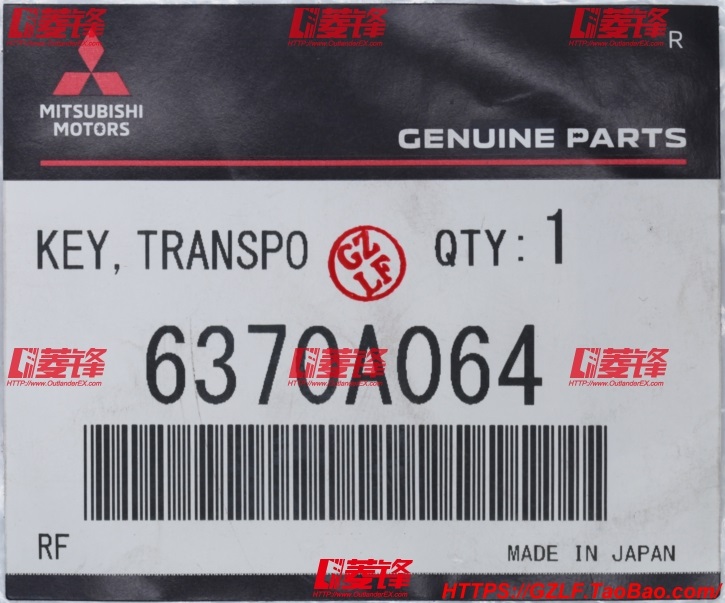 菱锋 菱锋 菱锋
HTTP://www.OutlanderEX.com HTTP://www.OutlanderEX.com HTTP://www.OutlanderEX.com
R
MITSUBISHI
MOTORS
GENUINE PARTS
KEY, TRANSPO
GZ
LF
QTY: 1
6370A064
菱锋 菱锋 菱锋
HTTP://www.OutlanderEX.com HTTP://www.OutlanderEX.com HTTP://www.OutlanderEX.com
RF
MADE IN JAPAN
菱锋
HTTP://www.OutlanderEX.com
HTTPS://GZLF.TaoBao.com/